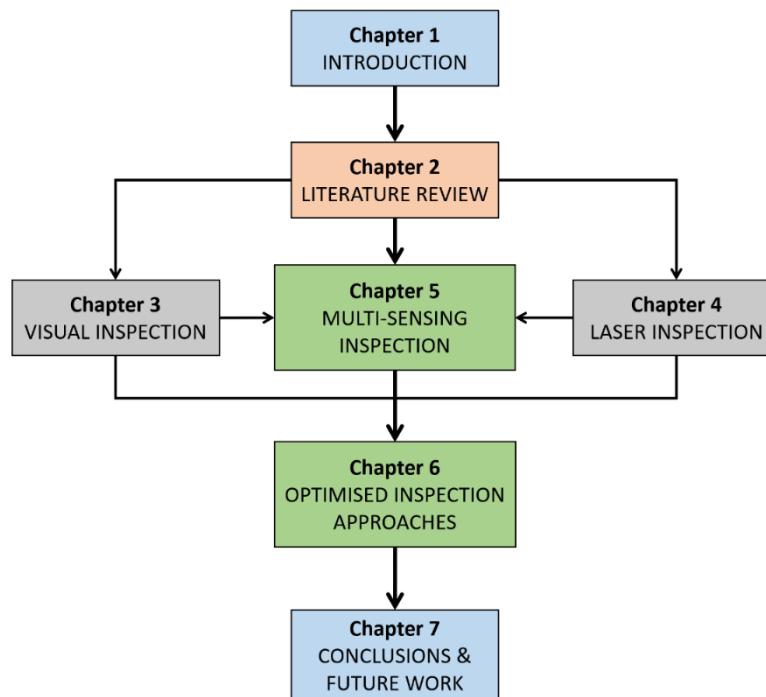 Chapter 1
INTRODUCTION
Chapter 2
LITERATURE REVIEW
Chapter 3
VISUAL INSPECTION
Chapter 5
MULTI-SENSING
INSPECTION
Chapter 4
LASER INSPECTION
Chapter 6
OPTIMISED INSPECTION
APPROACHES
Chapter 7
CONCLUSIONS &
FUTURE WORK